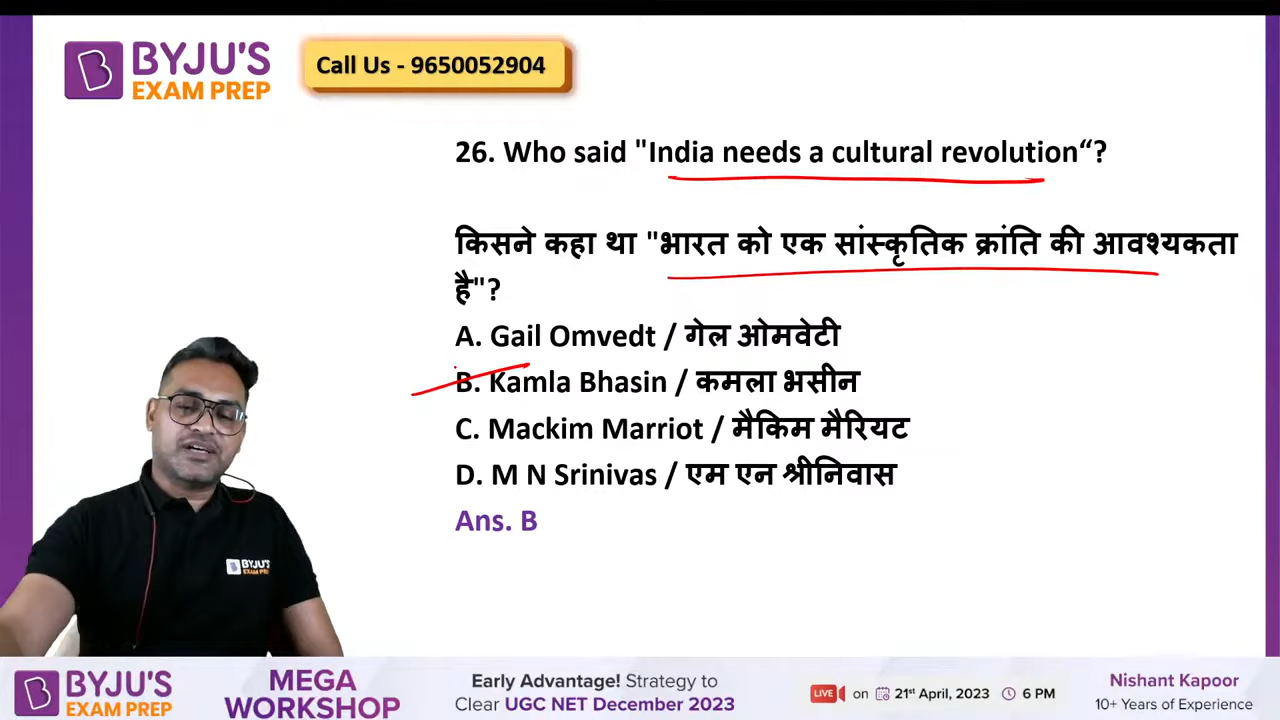 BYJU'S
EXAM PREP
Call Us - 9650052904
26. Who said "India needs a cultural revolution“?
किसने कहा था "भारत को एक सांस्कृतिक क्रांति की आवश्यकता
है"?
A. Gail Omvedt / गेल ओमवेटी
B. Kamla Bhasin / कमला भसीन
C. Mackim Marriot / मैकिम मैरियट
D. M N Srinivas / एम एन श्रीनिवास
Ans. B
BYJU'S
EXAM PREP
BYJU'S
EXAM PREP
MEGA
WORKSHOP
Early Advantage! Strategy to
Clear UGC NET December 2023
LIVE on 21st April, 2023 6 PM
Nishant Kapoor
10+ Years of Experience